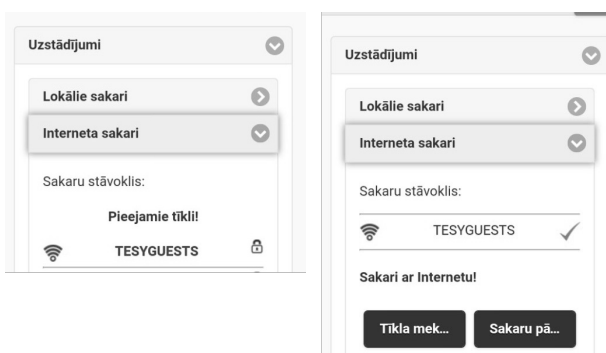 Uzstādījumi
Lokālie sakari
Interneta sakari
Sakaru stāvoklis:
Pieejamie tīkli!
TESYGUESTS
Uzstādījumi
Lokālie sakari
Interneta sakari
Sakaru stāvoklis:
TESYGUESTS
Sakari ar Internetu!
Tīkla mek...
Sakaru pā...